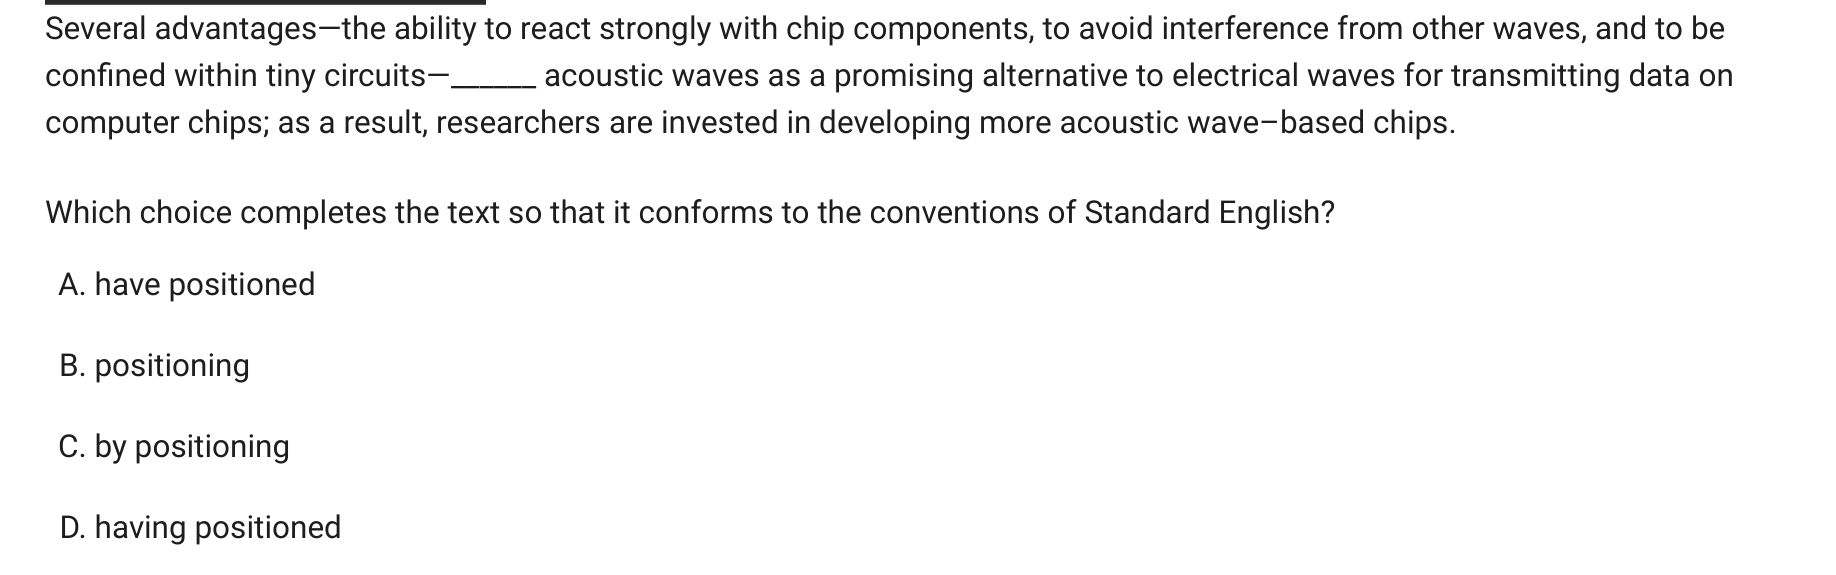 Several advantages—the ability to react strongly with chip components, to avoid interference from other waves, and to be
confined within tiny circuits—______ acoustic waves as a promising alternative to electrical waves for transmitting data on
computer chips; as a result, researchers are invested in developing more acoustic wave–based chips.
Which choice completes the text so that it conforms to the conventions of Standard English?
A. have positioned
B. positioning
C. by positioning
D. having positioned